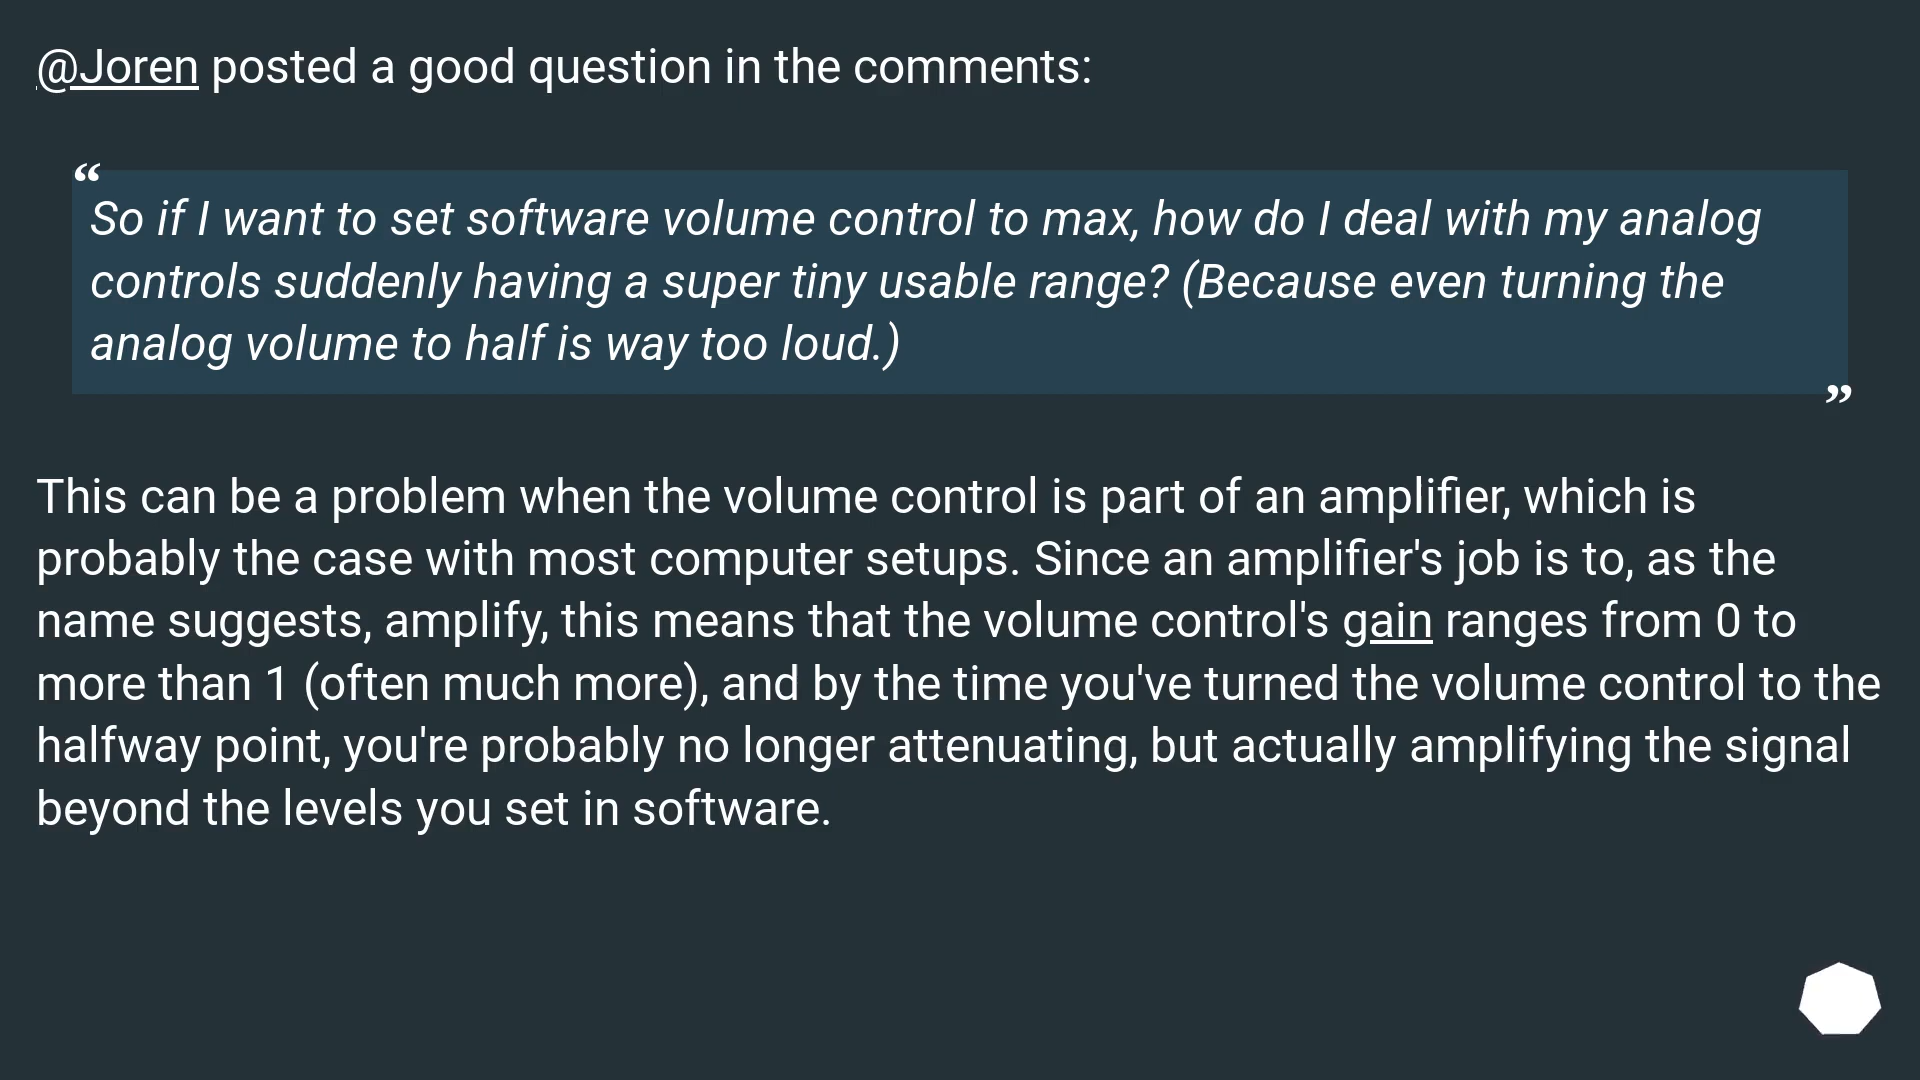 @Joren posted a good question in the comments:
“
So if I want to set software volume control to max, how do I deal with my analog
controls suddenly having a super tiny usable range? (Because even turning the
analog volume to half is way too loud.)
”
This can be a problem when the volume control is part of an amplifier, which is
probably the case with most computer setups. Since an amplifier's job is to, as the
name suggests, amplify, this means that the volume control's gain ranges from 0 to
more than 1 (often much more), and by the time you've turned the volume control to the
halfway point, you're probably no longer attenuating, but actually amplifying the signal
beyond the levels you set in software.